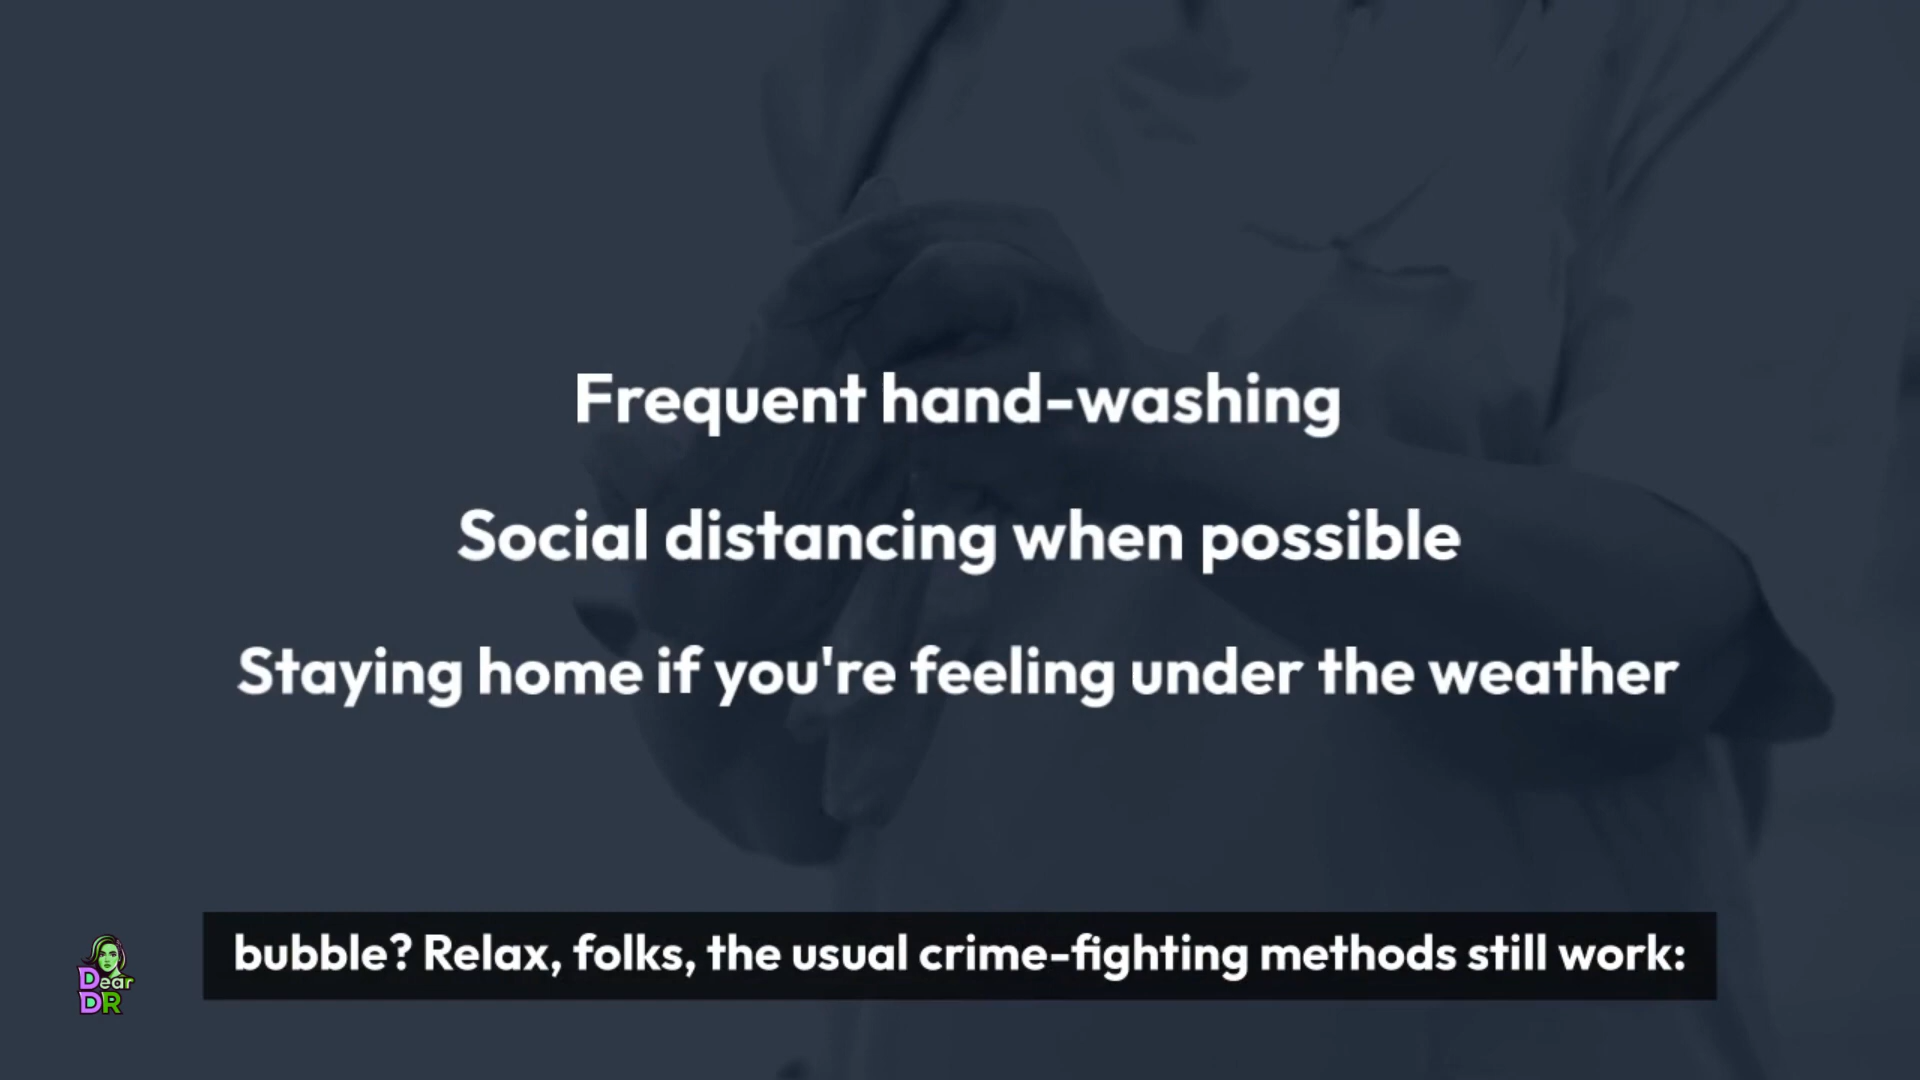 Frequent hand-washing
Social distancing when possible
Staying home if you're feeling under the weather
bubble? Relax, folks, the usual crime-fighting methods still work:
Dear
DR